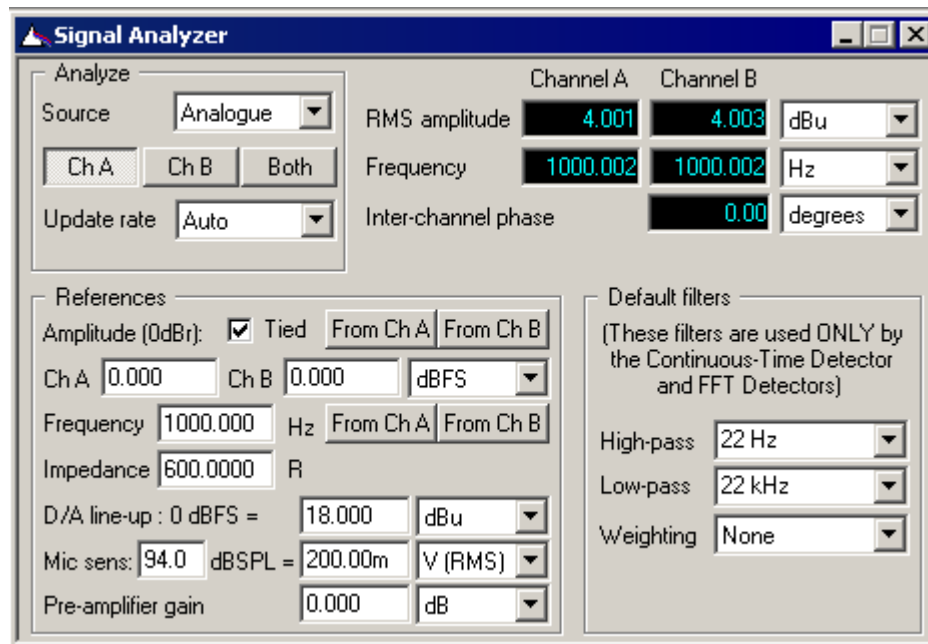 Signal Analyzer
Analyze
Source Analogue
Ch A Ch B Both
Update rate Auto
Channel A Channel B
RMS amplitude 4.001 4.003 dBu
Frequency 1000.002 1000.002 Hz
Inter-channel phase 0.00 degrees
References
Amplitude (0dBr): Tied From Ch A From Ch B
Ch A 0.000 Ch B 0.000 dBFS
Frequency 1000.000 Hz From Ch A From Ch B
Impedance 600.0000 R
D/A line-up : 0 dBFS = 18.000 dBu
Mic sens: 94.0 dBSPL = 200.00m V (RMS)
Pre-amplifier gain 0.000 dB
Default filters
(These filters are used ONLY by
the Continuous-Time Detector
and FFT Detectors)
High-pass 22 Hz
Low-pass 22 kHz
Weighting None